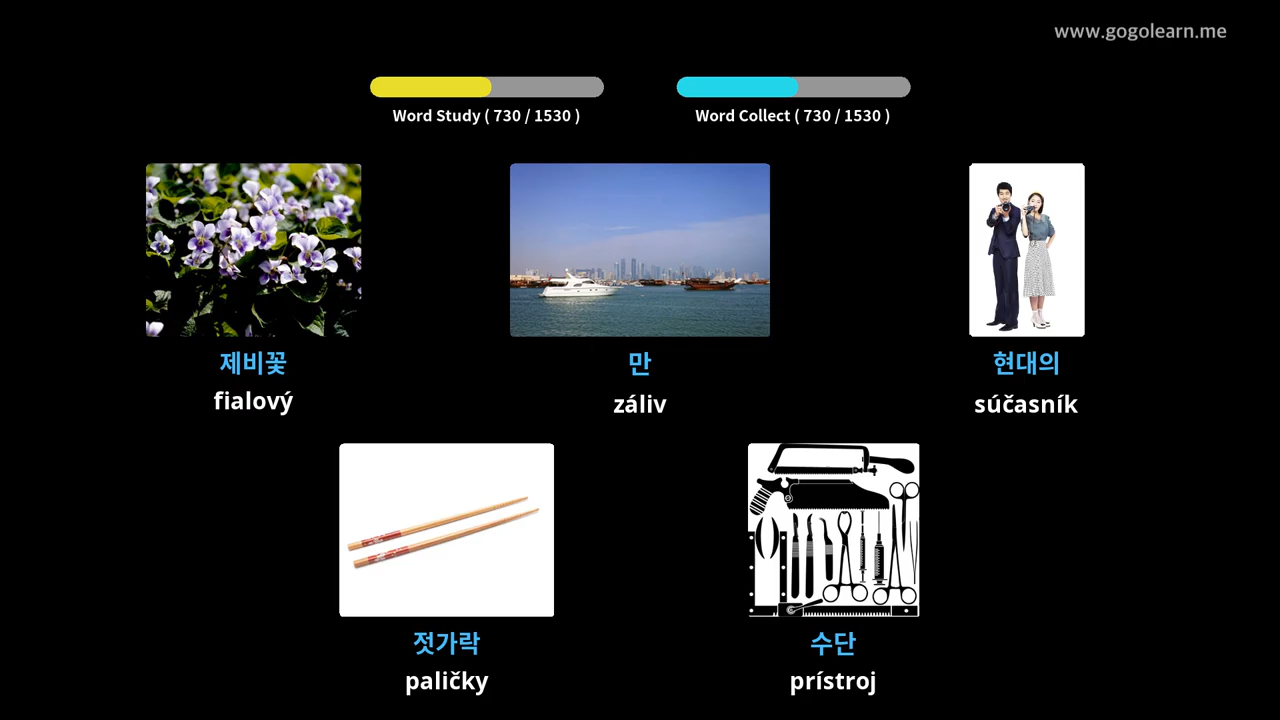 www.gogolearn.me
Word Study ( 730 / 1530 )
Word Collect ( 730 / 1530 )
제비꽃
fialový
만
záliv
현대의
súčasník
젓가락
paličky
수단
prístroj